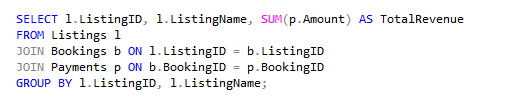 SELECT l.ListingID, l.ListingName, SUM(p.Amount) AS TotalRevenue
FROM Listings l
JOIN Bookings b ON l.ListingID = b.ListingID
JOIN Payments p ON b.BookingID = p.BookingID
GROUP BY l.ListingID, l.ListingName;